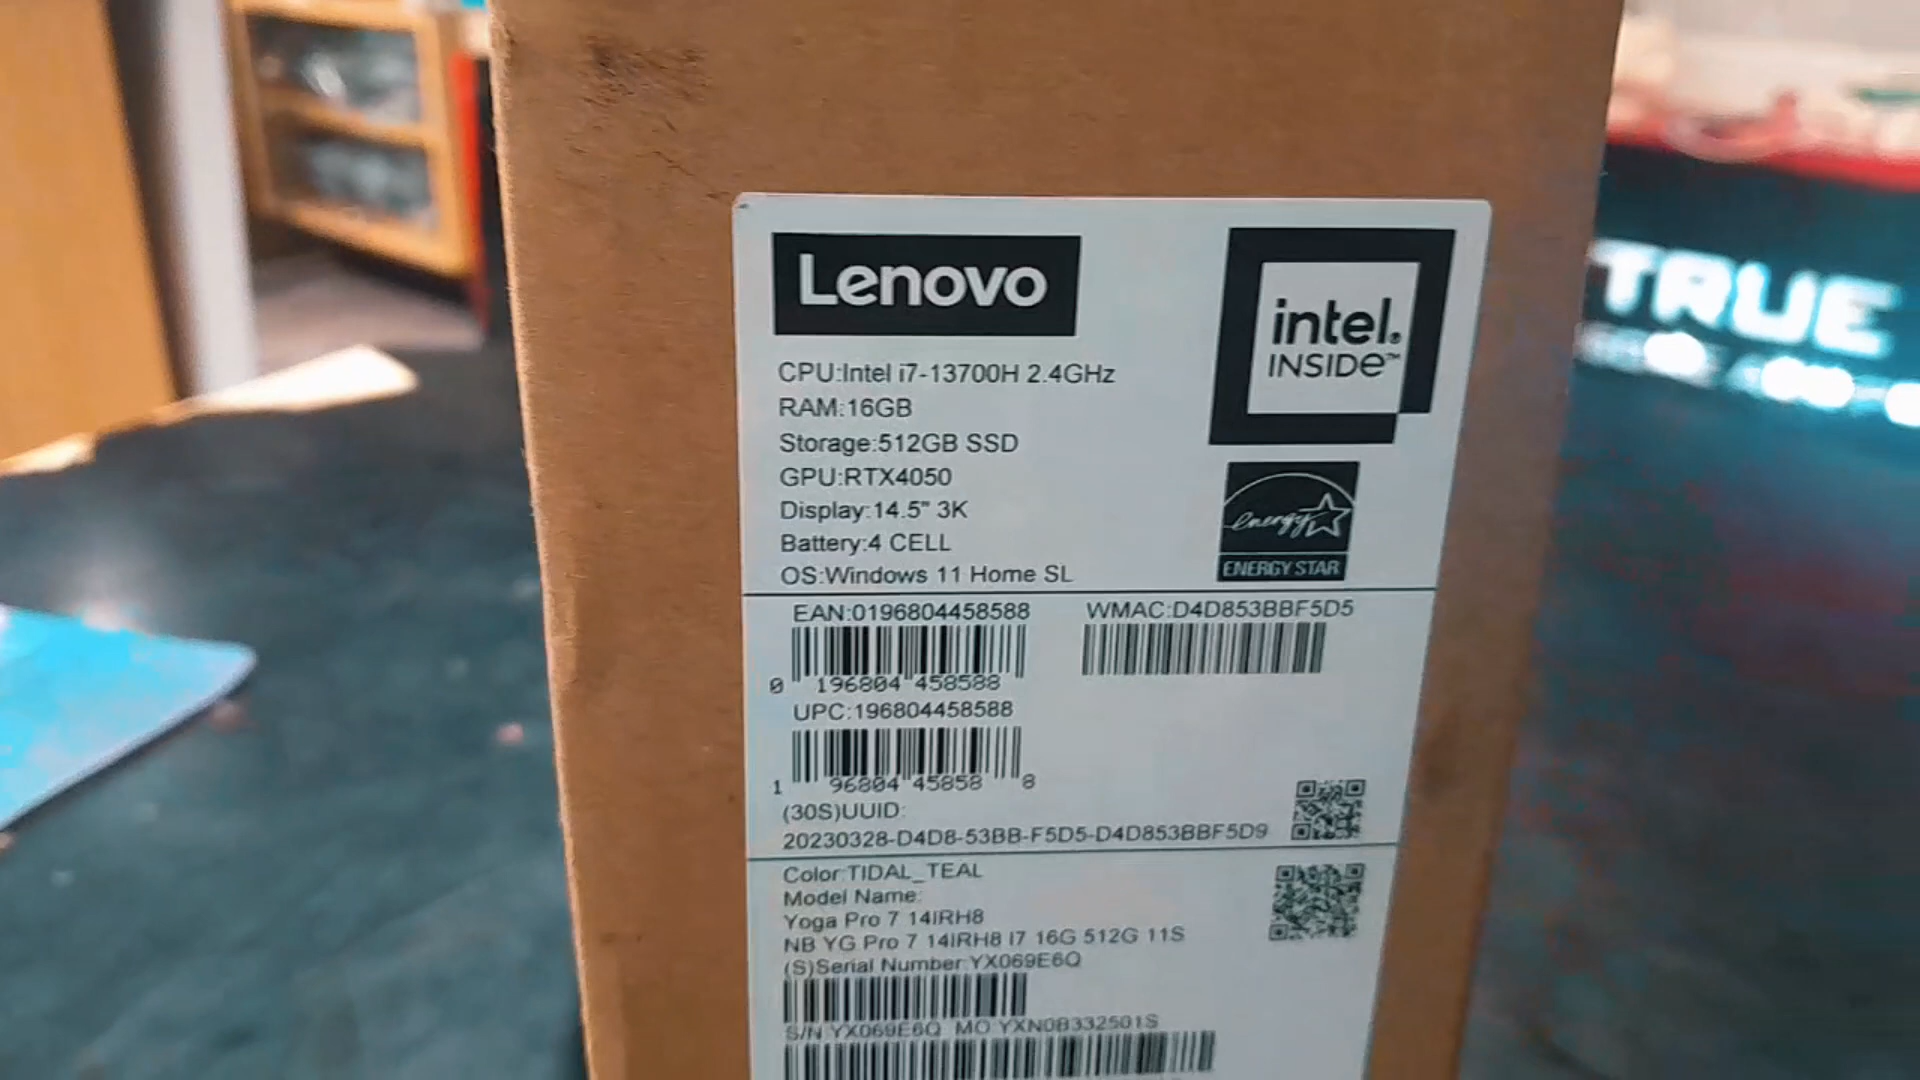 Lenovo
intel.
INSIDE™
CPU:Intel i7-13700H 2.4GHz
RAM:16GB
Storage:512GB SSD
GPU:RTX4050
Display:14.5" 3K
Battery:4 CELL
OS:Windows 11 Home SL
energy
ENERGY STAR
EAN:0196804458588
WMAC:D4D853BBF5D5
0 196804 458588
UPC:196804458588
1 96804 45858 8
(30S)UUID:
20230328-D4D8-53BB-F5D5-D4D853BBF5D9
Color:TIDAL_TEAL
Model Name:
Yoga Pro 7 14IRH8
NB YG Pro 7 14IRH8 I7 16G 512G 11S
(S)Serial Number:YX069E6Q
S/N YX069E6Q MO YXN0B332501S
TRUE